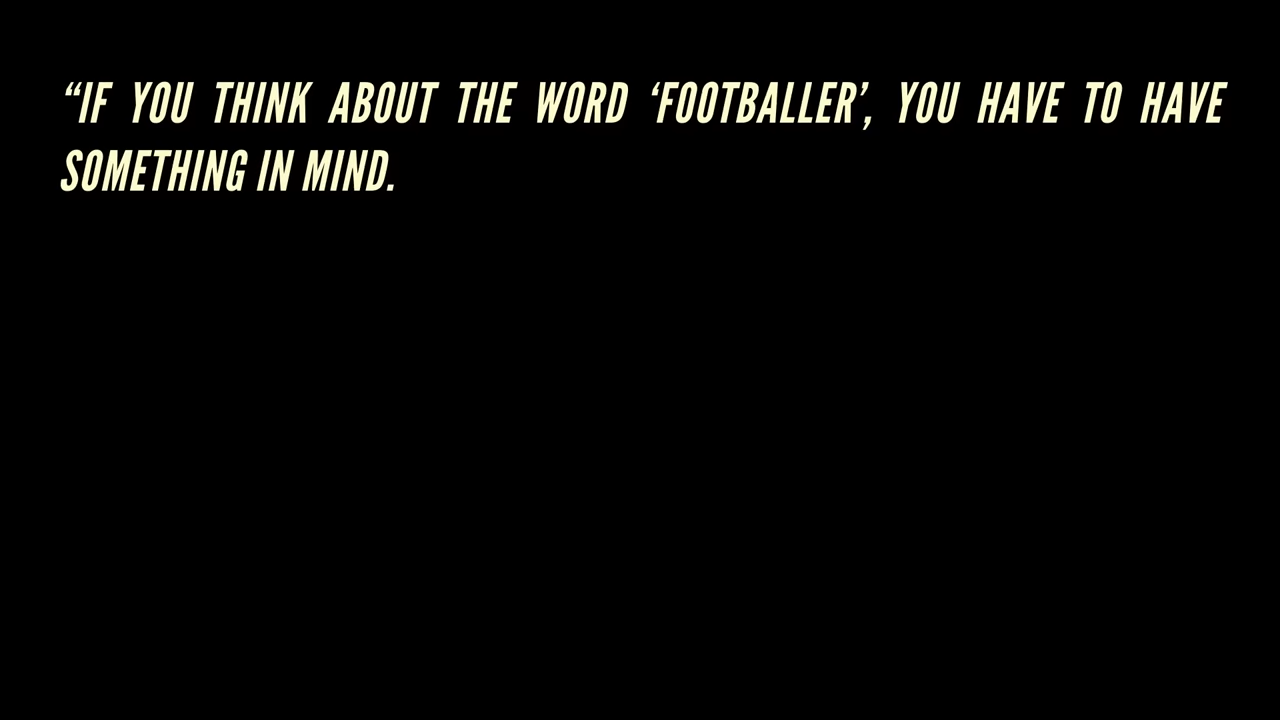 “IF YOU THINK ABOUT THE WORD ‘FOOTBALLER’, YOU HAVE TO HAVE
SOMETHING IN MIND.